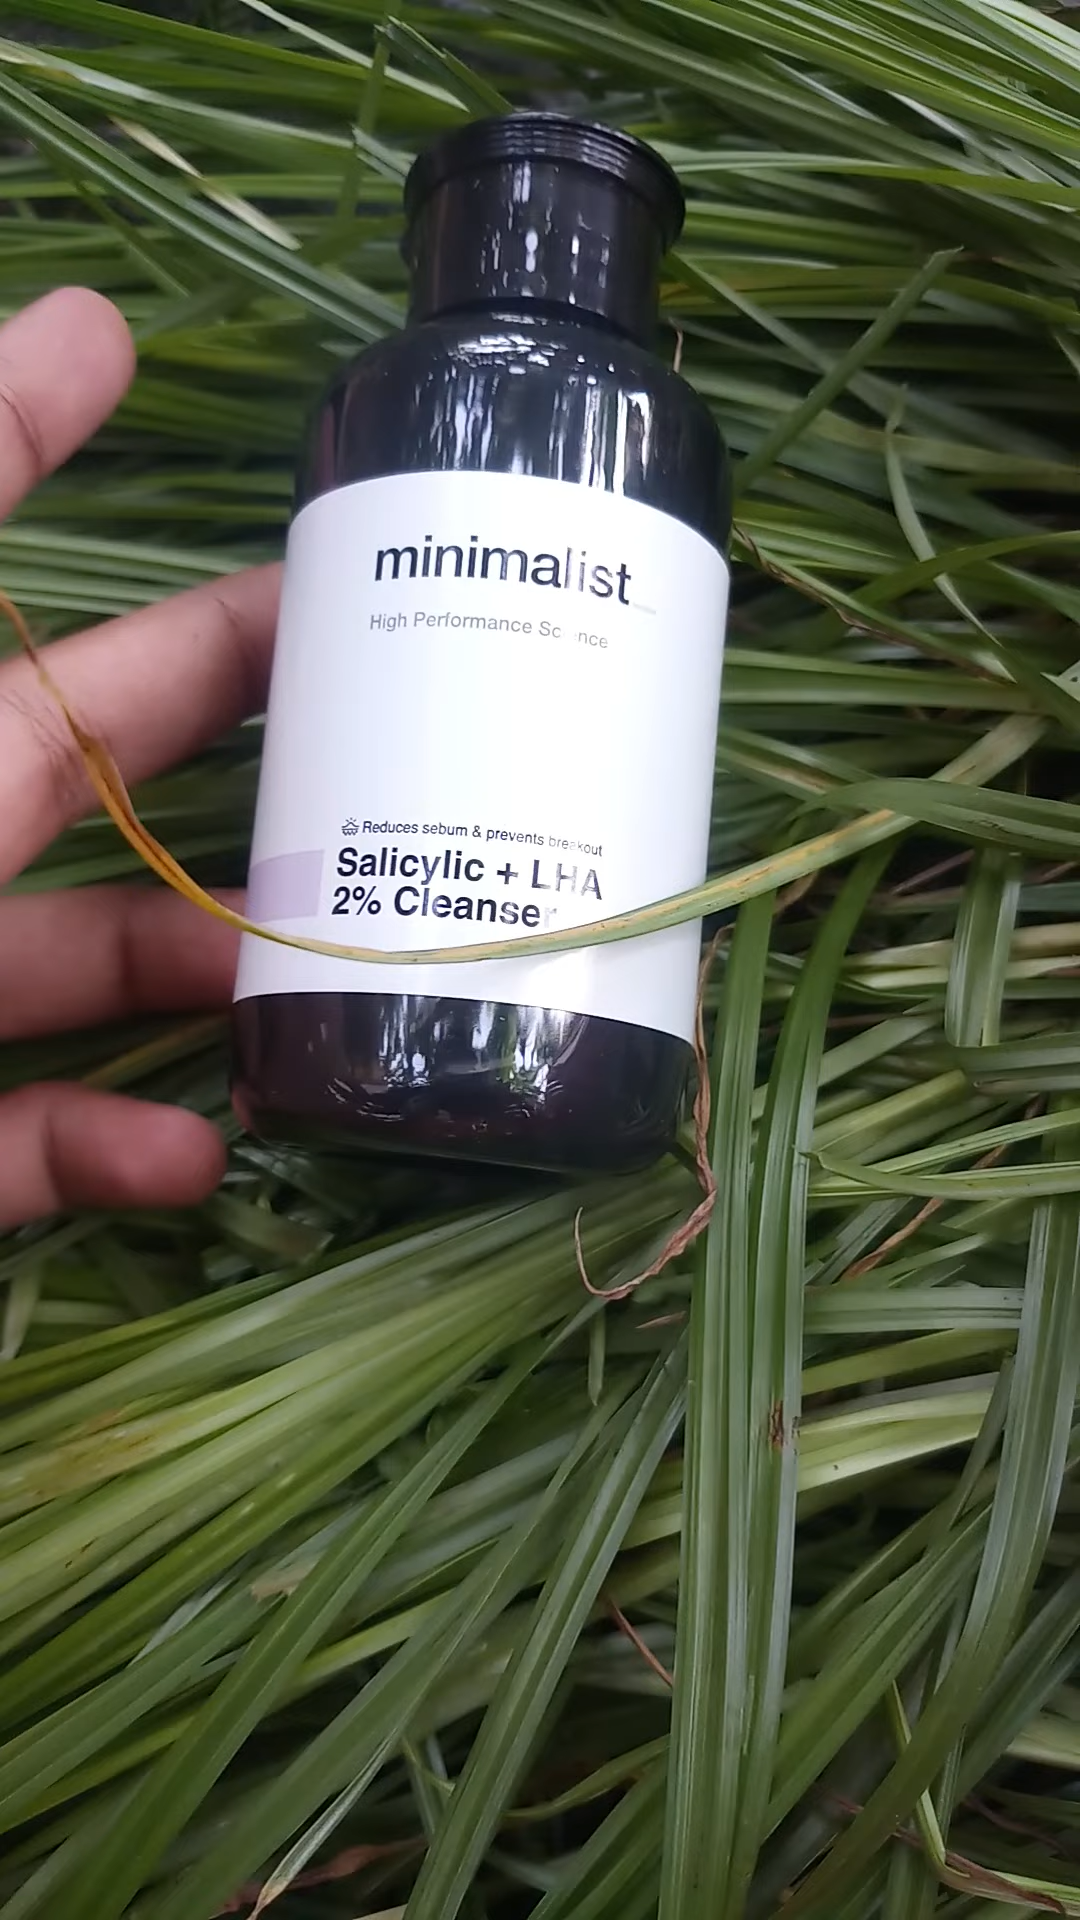 minimalist
High Performance Science
Reduces sebum & prevents breakout
Salicylic + LHA
2% Cleanser